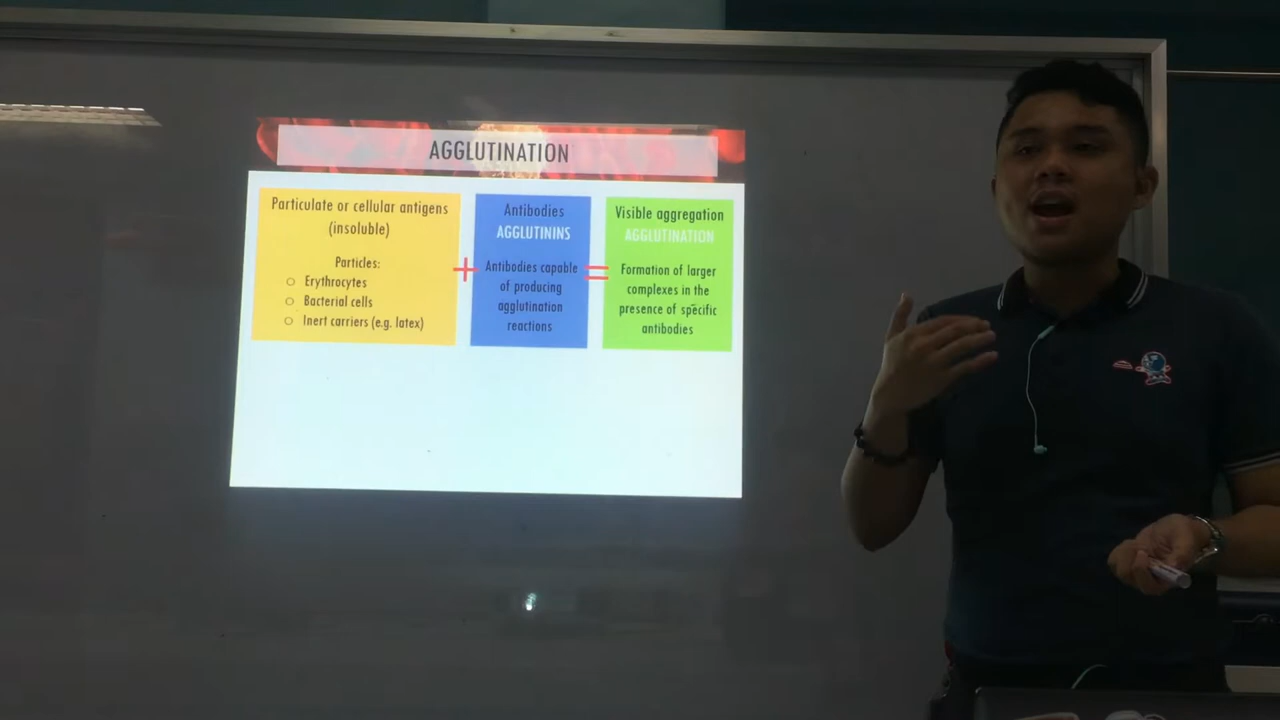 AGGLUTINATION
Particulate or cellular antigens
(insoluble)
Particles:
Erythrocytes
Bacterial cells
Inert carriers (e.g. latex)
+
Antibodies
AGGLUTININS
Antibodies capable
of producing
agglutination
reactions
=
Visible aggregation
AGGLUTINATION
Formation of larger
complexes in the
presence of specific
antibodies